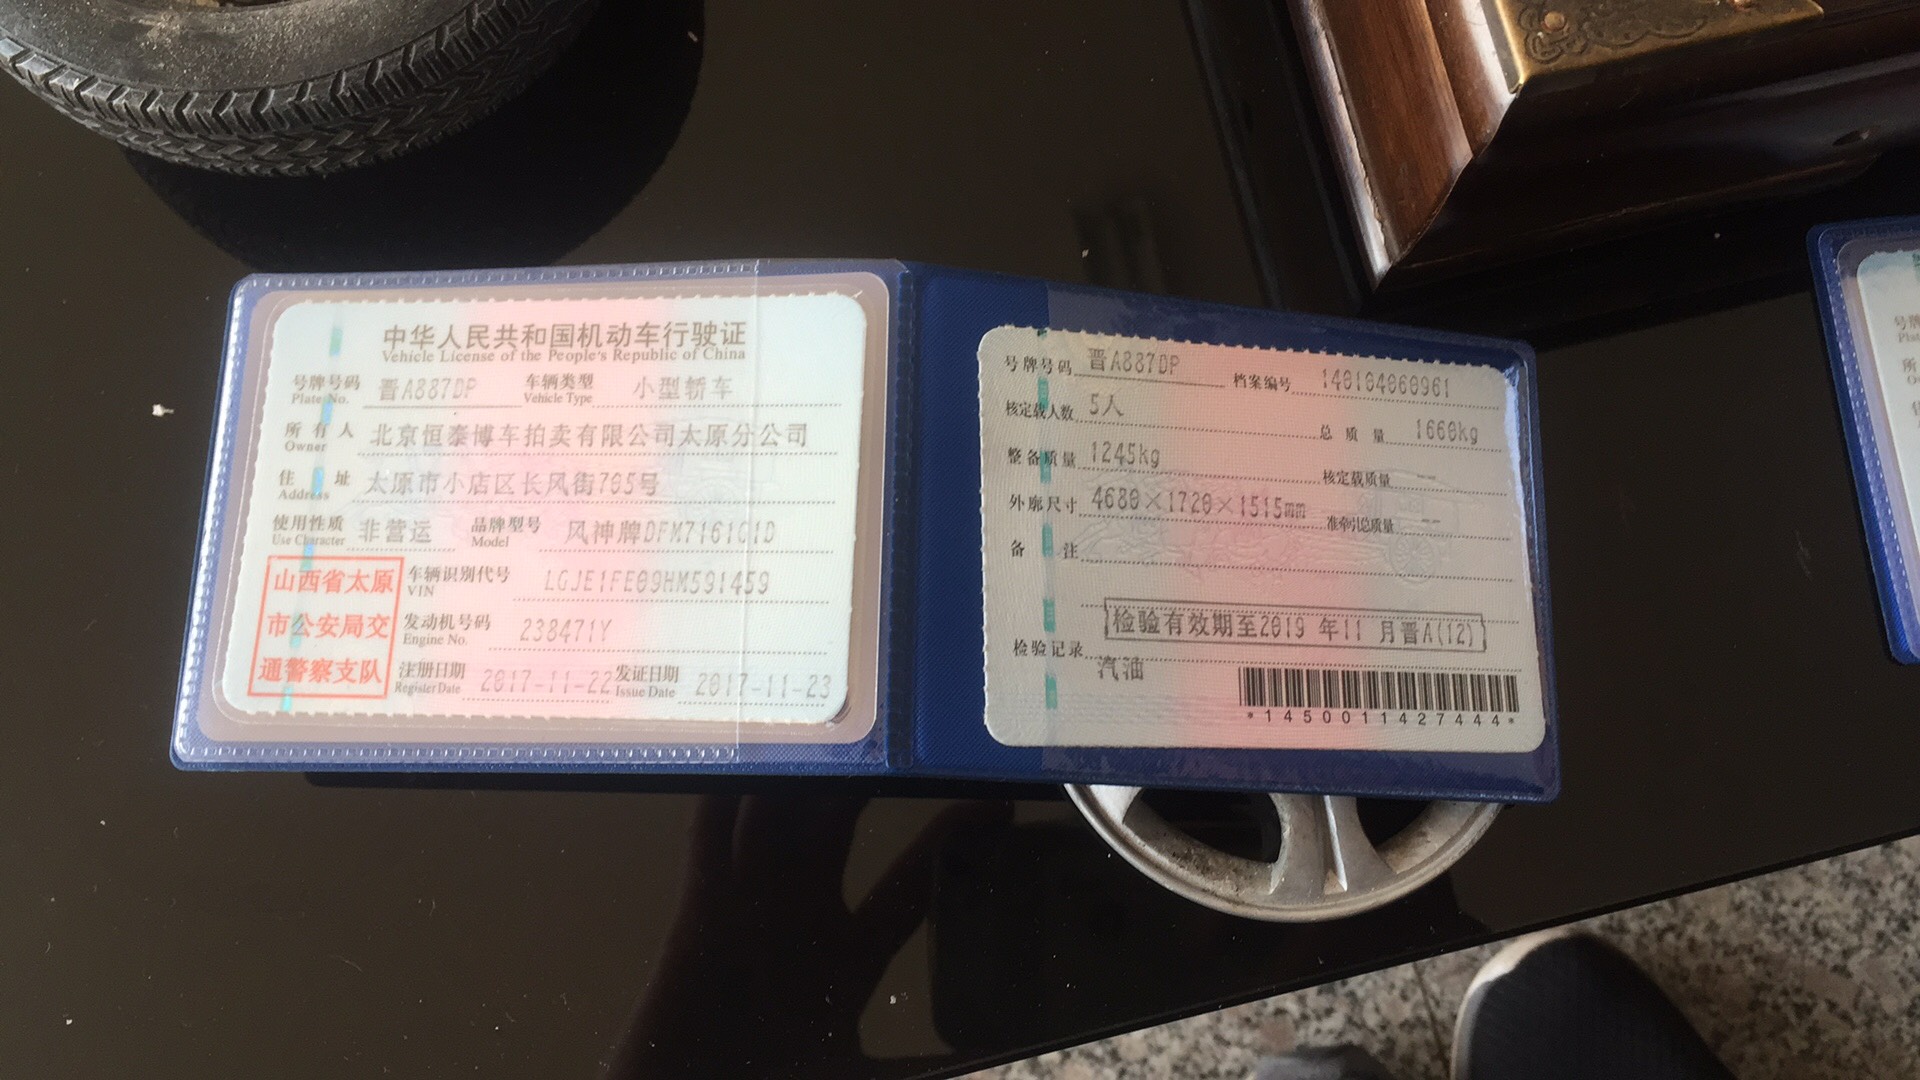 中华人民共和国机动车行驶证
Vehicle License of the People's Republic of China
号牌号码 晋A887DP 车辆类型 小型轿车
Plate No. Vehicle Type
所有人 北京恒泰博车拍卖有限公司太原分公司
Owner
住址 太原市小店区长风街705号
Address
使用性质 非营运 品牌型号 风神牌DFM7161G1D
Use Character Model
山西省太原
市公安局交
通警察支队
车辆识别代号 LGJE1FE09HM591459
VIN
发动机号码 238471Y
Engine No.
注册日期 2017-11-22 发证日期 2017-11-23
Register Date Issue Date
号牌号码 晋A887DP 档案编号 140104060961
核定载人数 5人 总质量 1660kg
整备质量 1245kg 核定载质量 --
外廓尺寸 4680×1720×1515mm 准牵引总质量 --
备注
检验有效期至2019年11月晋A(12)
检验记录
汽油
*1450011427444*
号牌